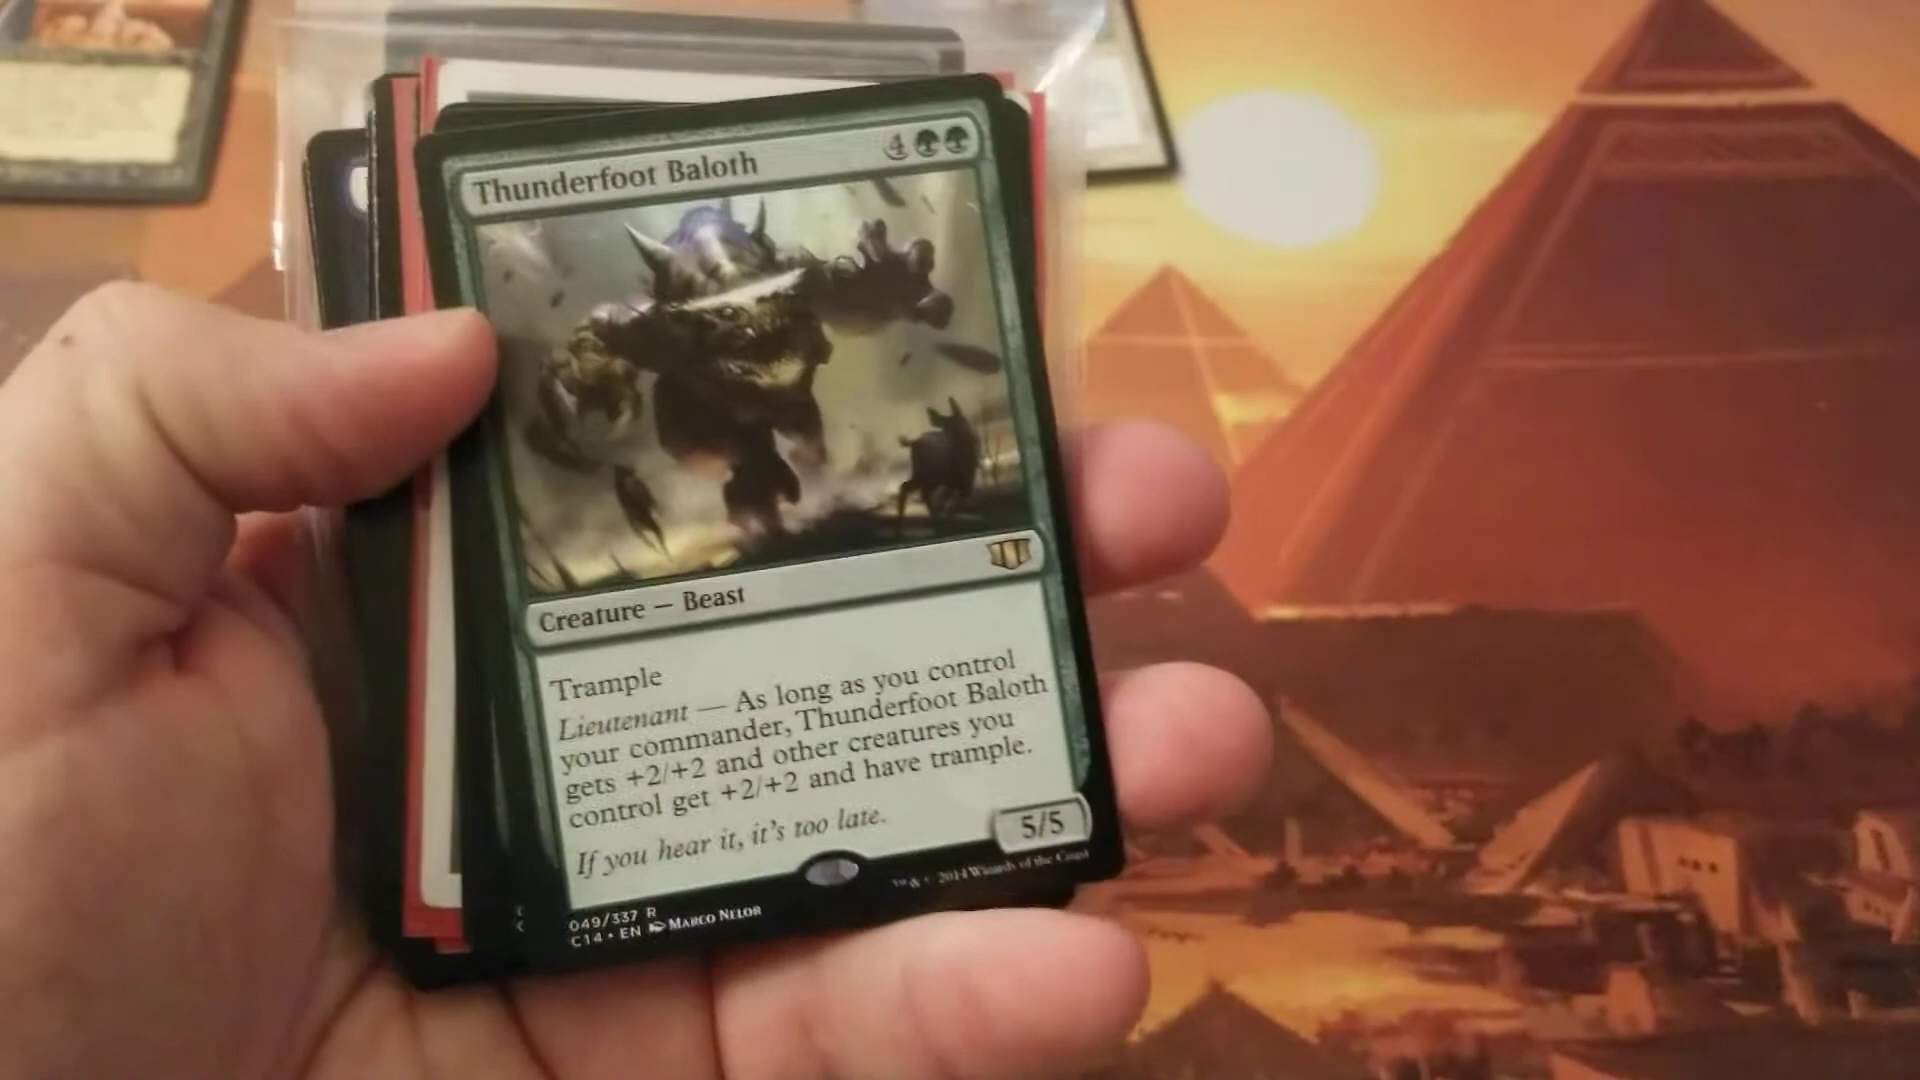 Thunderfoot Baloth 4
Creature — Beast
Trample
Lieutenant — As long as you control
your commander, Thunderfoot Baloth
gets +2/+2 and other creatures you
control get +2/+2 and have trample.
If you hear it, it's too late.
5/5
™ & © 2014 Wizards of the Coast
049/337 R
C14 • EN MARCO NELOR